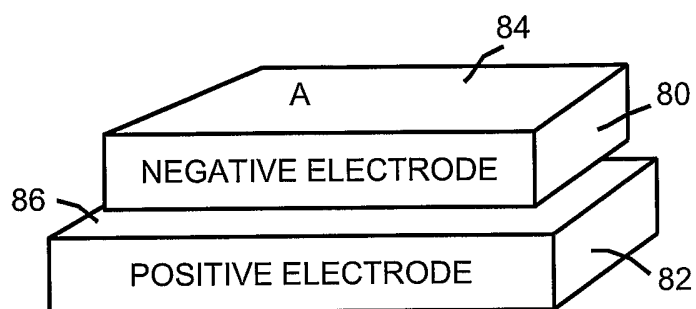 84
A
80
NEGATIVE ELECTRODE
86
POSITIVE ELECTRODE
82